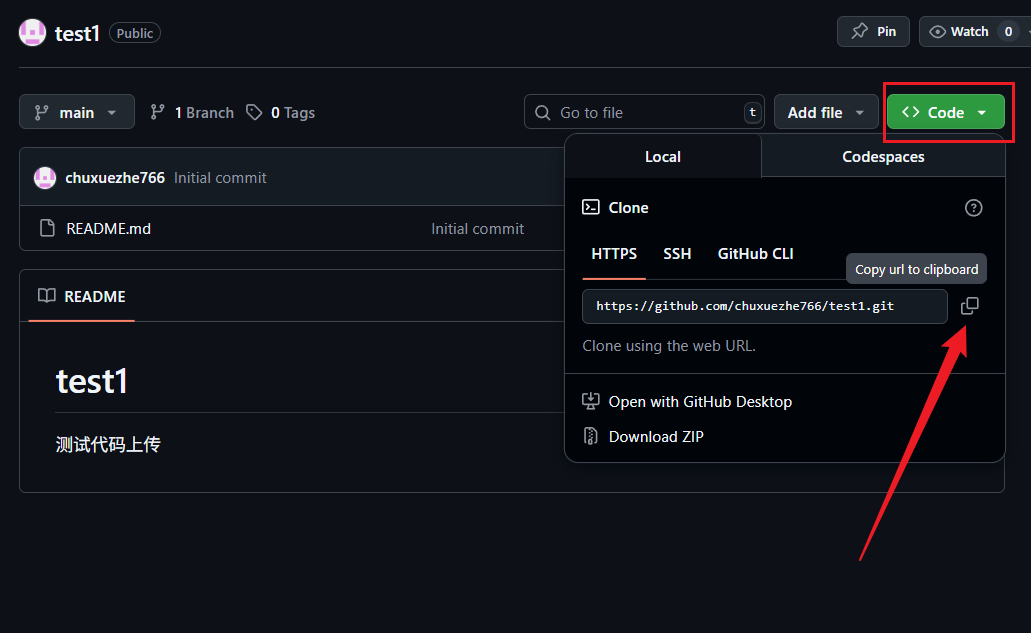 test1 Public Pin Watch 0
main 1 Branch 0 Tags Go to file t Add file Code
Local Codespaces
chuxuezhe766 Initial commit
Clone
README.md Initial commit
HTTPS SSH GitHub CLI
Copy url to clipboard
README
https://github.com/chuxuezhe766/test1.git
Clone using the web URL.
test1
Open with GitHub Desktop
Download ZIP
测试代码上传